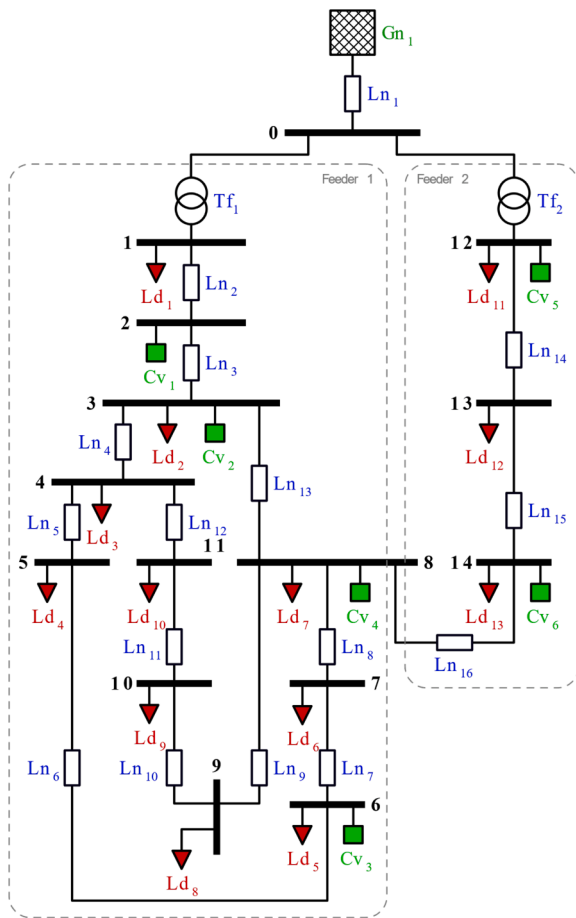 Gn1
Ln1
0
Feeder 1
Feeder 2
Tf1
Tf2
1
12
Ld1
Ln2
Ld11
Cv5
2
Cv1
Ln3
Ln14
3
13
Ln4
Ld2
Cv2
Ld12
Ln13
4
Ln5
Ld3
Ln12
Ln15
11
5
8
14
Ld4
Ld10
Ld7
Cv4
Ld13
Cv6
Ln11
Ln8
Ln16
10
7
Ld9
Ld6
Ln6
Ln10
9
Ln9
Ln7
6
Ld8
Ld5
Cv3